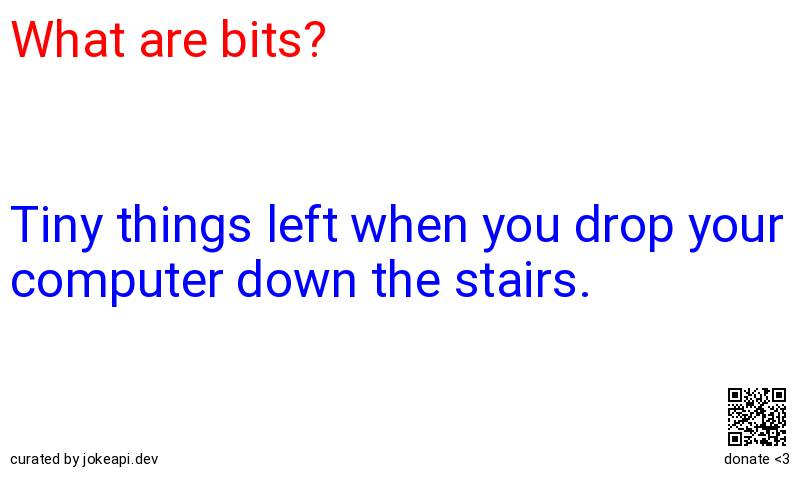 What are bits?
Tiny things left when you drop your
computer down the stairs.
curated by jokeapi.dev
donate <3